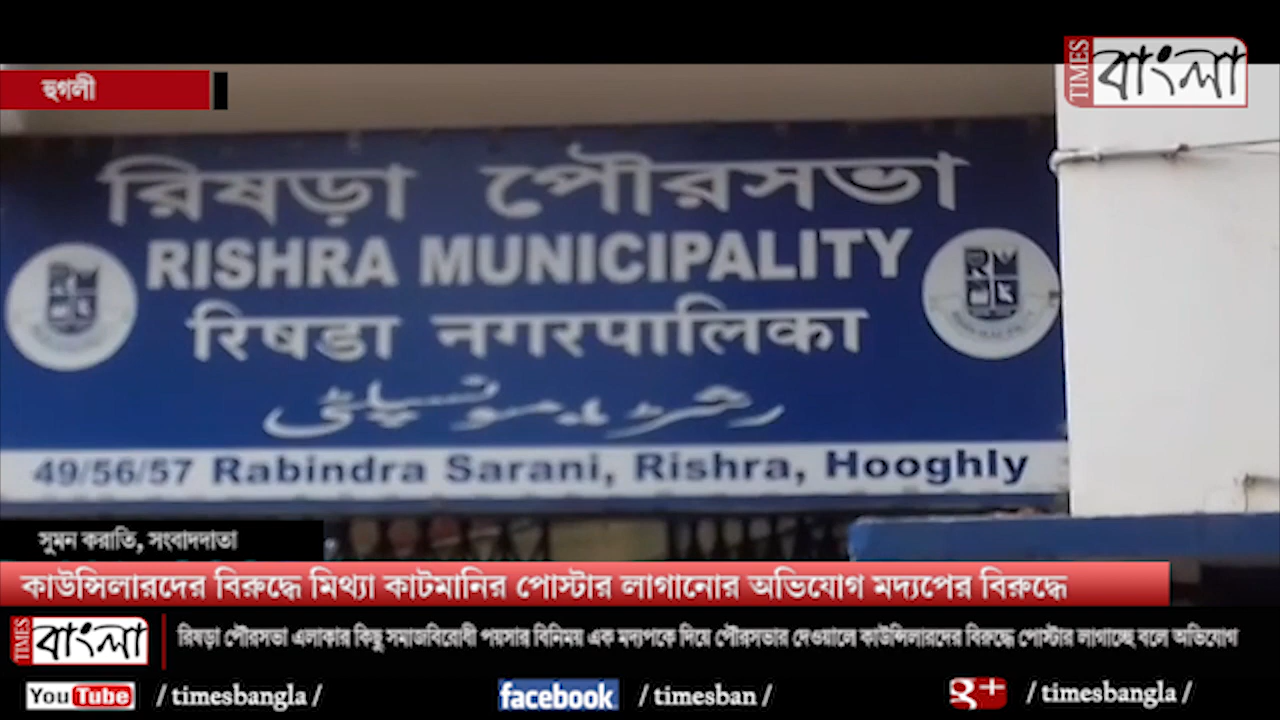 TIMES বাংলা
হুগলী
রিষড়া পৌরসভা
RISHRA MUNICIPALITY
रिषडा नगरपालिका
49/56/57 Rabindra Sarani, Rishra, Hooghly
সুমন করাতি, সংবাদদাতা
কাউন্সিলারদের বিরুদ্ধে মিথ্যা কাটমানির পোস্টার লাগানোর অভিযোগ মদ্যপের বিরুদ্ধে
TIMES বাংলা
রিষড়া পৌরসভা এলাকার কিছু সমাজবিরোধী পয়সার বিনিময় এক মদ্যপকে দিয়ে পৌরসভার দেওয়ালে কাউন্সিলারদের বিরুদ্ধে পোস্টার লাগাচ্ছে বলে অভিযোগ
YouTube / timesbangla / facebook / timesban / g+ / timesbangla /